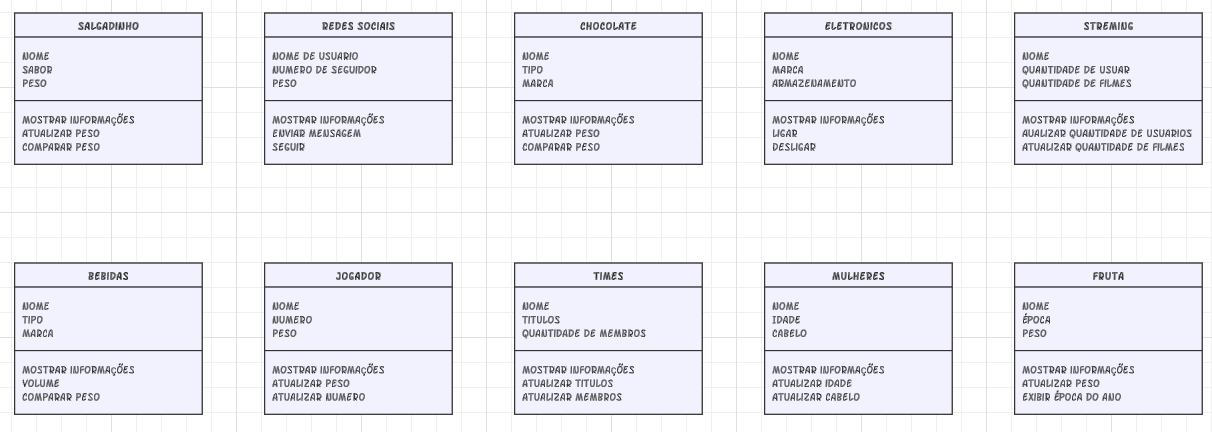 SALGADINHO
NOME
SABOR
PESO
MOSTRAR INFORMAÇÕES
ATUALIZAR PESO
COMPARAR PESO
REDES SOCIAIS
NOME DE USUARIO
NUMERO DE SEGUIDOR
PESO
MOSTRAR INFORMAÇÕES
ENVIAR MENSAGEM
SEGUIR
CHOCOLATE
NOME
TIPO
MARCA
MOSTRAR INFORMAÇÕES
ATUALIZAR PESO
COMPARAR PESO
ELETRONICOS
NOME
MARCA
ARMAZENAMENTO
MOSTRAR INFORMAÇÕES
LIGAR
DESLIGAR
STREMING
NOME
QUANTIDADE DE USUAR
QUANTIDADE DE FILMES
MOSTRAR INFORMAÇÕES
AUALIZAR QUANTIDADE DE USUARIOS
ATUALIZAR QUANTIDADE DE FILMES
BEBIDAS
NOME
TIPO
MARCA
MOSTRAR INFORMAÇÕES
VOLUME
COMPARAR PESO
JOGADOR
NOME
NUMERO
PESO
MOSTRAR INFORMAÇÕES
ATUALIZAR PESO
ATUALIZAR NUMERO
TIMES
NOME
TITULOS
QUANTIDADE DE MEMBROS
MOSTRAR INFORMAÇÕES
ATUALIZAR TITULOS
ATUALIZAR MEMBROS
MULHERES
NOME
IDADE
CABELO
MOSTRAR INFORMAÇÕES
ATUALIZAR IDADE
ATUALIZAR CABELO
FRUTA
NOME
ÉPOCA
PESO
MOSTRAR INFORMAÇÕES
ATUALIZAR PESO
EXIBIR ÉPOCA DO ANO